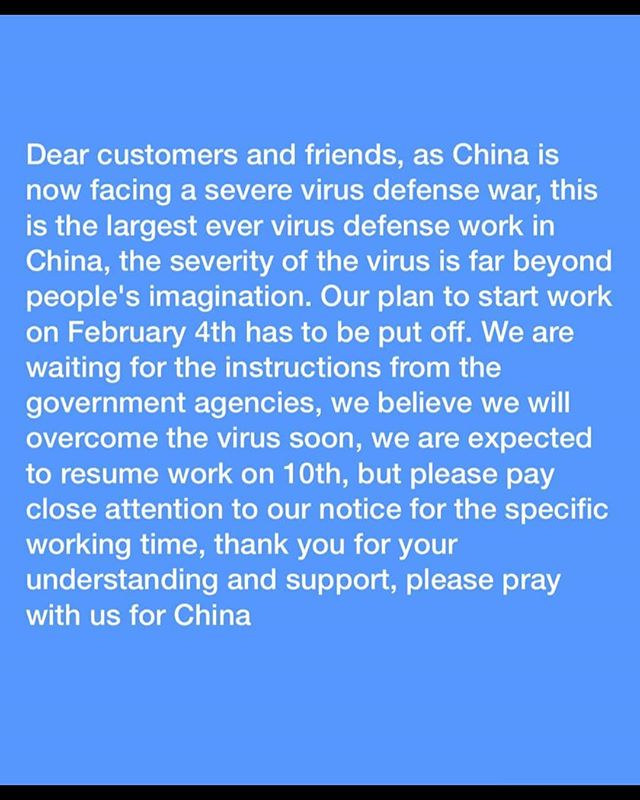 Dear customers and friends, as China is
now facing a severe virus defense war, this
is the largest ever virus defense work in
China, the severity of the virus is far beyond
people's imagination. Our plan to start work
on February 4th has to be put off. We are
waiting for the instructions from the
government agencies, we believe we will
overcome the virus soon, we are expected
to resume work on 10th, but please pay
close attention to our notice for the specific
working time, thank you for your
understanding and support, please pray
with us for China